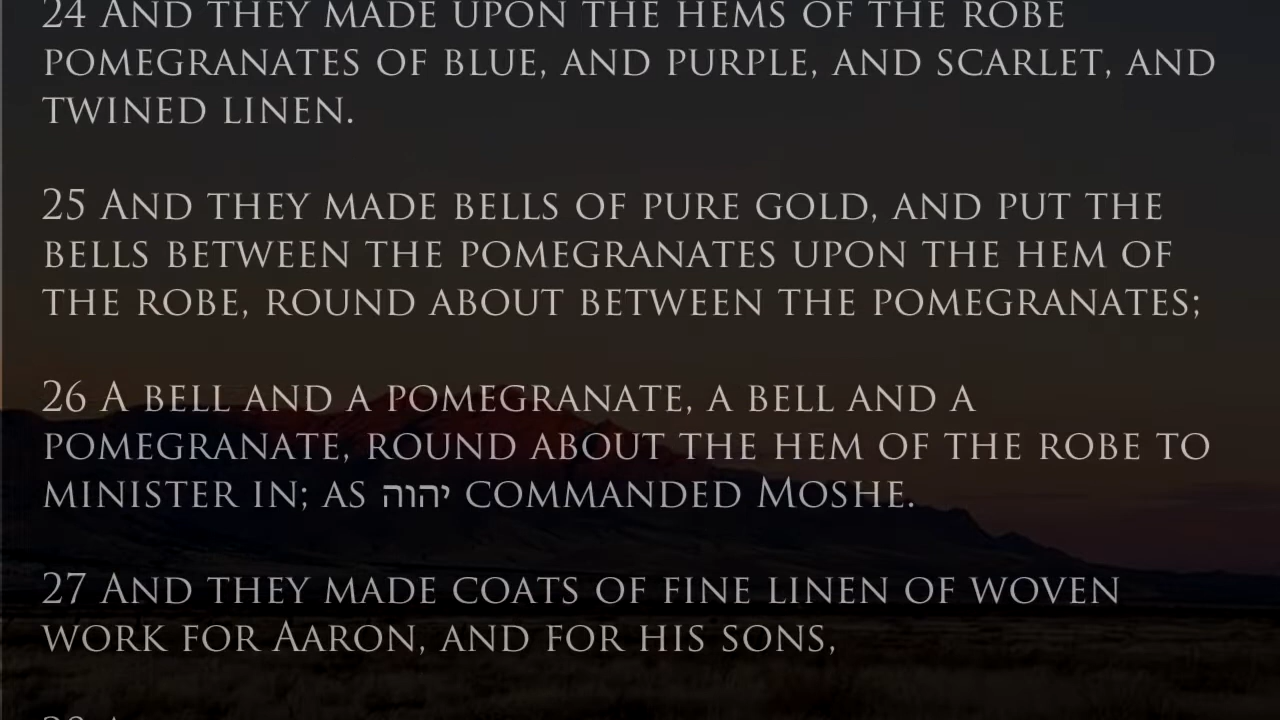 24 And they made upon the hems of the robe
pomegranates of blue, and purple, and scarlet, and
twined linen.
25 And they made bells of pure gold, and put the
bells between the pomegranates upon the hem of
the robe, round about between the pomegranates;
26 A bell and a pomegranate, a bell and a
pomegranate, round about the hem of the robe to
minister in; as יהוה commanded Moshe.
27 And they made coats of fine linen of woven
work for Aaron, and for his sons,